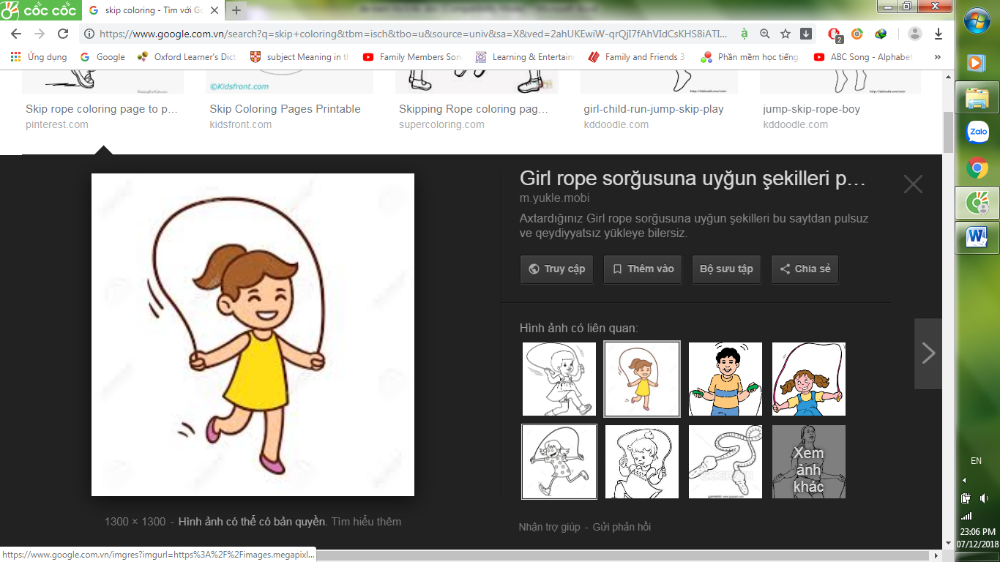 cốc cốc
skip coloring - Tìm với Go
https://www.google.com.vn/search?q=skip+coloring&tbm=isch&tbo=u&source=univ&sa=X&ved=2ahUKEwiW-qrQjI7fAhVIdCsKHS8iATI...
à
2
Ứng dụng
Google
Oxford Learner's Dict
subject Meaning in th
Family Members Son
Learning & Entertain
Family and Friends 3
Phần mềm học tiếng
ABC Song - Alphabet
»
©Kidsfront.com
Skip rope coloring page to p...
Skip Coloring Pages Printable
Skipping Rope coloring pag...
girl-child-run-jump-skip-play
jump-skip-rope-boy
pinterest.com
kidsfront.com
supercoloring.com
kddoodle.com
kddoodle.com
Girl rope sorğusuna uyğun şekilleri p...
m.yukle.mobi
Axtardığınız Girl rope sorğusuna uyğun şekilleri bu saytdan pulsuz
ve qeydiyyatsız yükleye bilersiz.
Truy cập
Thêm vào
Bộ sưu tập
Chia sẻ
Hình ảnh có liên quan:
Xem
ảnh
khác
1300 × 1300 - Hình ảnh có thể có bản quyền. Tìm hiểu thêm
Nhận trợ giúp - Gửi phản hồi
https://www.google.com.vn/imgres?imgurl=https%3A%2F%2Fimages.megapixl...
Zalo
W
EN
23:06 PM
07/12/2018